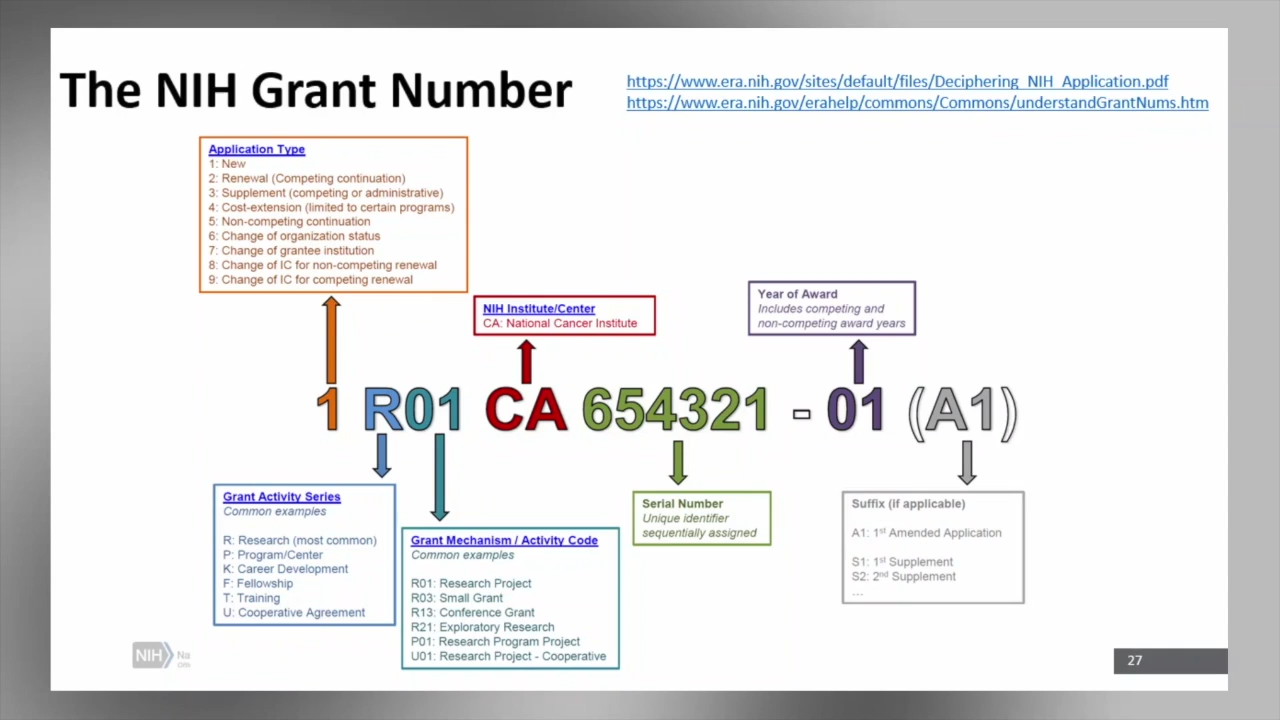 The NIH Grant Number
https://www.era.nih.gov/sites/default/files/Deciphering_NIH_Application.pdf
https://www.era.nih.gov/erahelp/commons/Commons/understandGrantNums.htm
Application Type
1: New
2: Renewal (Competing continuation)
3: Supplement (competing or administrative)
4: Cost-extension (limited to certain programs)
5: Non-competing continuation
6: Change of organization status
7: Change of grantee institution
8: Change of IC for non-competing renewal
9: Change of IC for competing renewal
NIH Institute/Center
CA: National Cancer Institute
Year of Award
Includes competing and
non-competing award years
1 R01 CA 654321 - 01 (A1)
Grant Activity Series
Common examples
R: Research (most common)
P: Program/Center
K: Career Development
F: Fellowship
T: Training
U: Cooperative Agreement
Grant Mechanism / Activity Code
Common examples
R01: Research Project
R03: Small Grant
R13: Conference Grant
R21: Exploratory Research
P01: Research Program Project
U01: Research Project - Cooperative
Serial Number
Unique identifier
sequentially assigned
Suffix (if applicable)
A1: 1st Amended Application
S1: 1st Supplement
S2: 2nd Supplement
...
NIH
Na
27